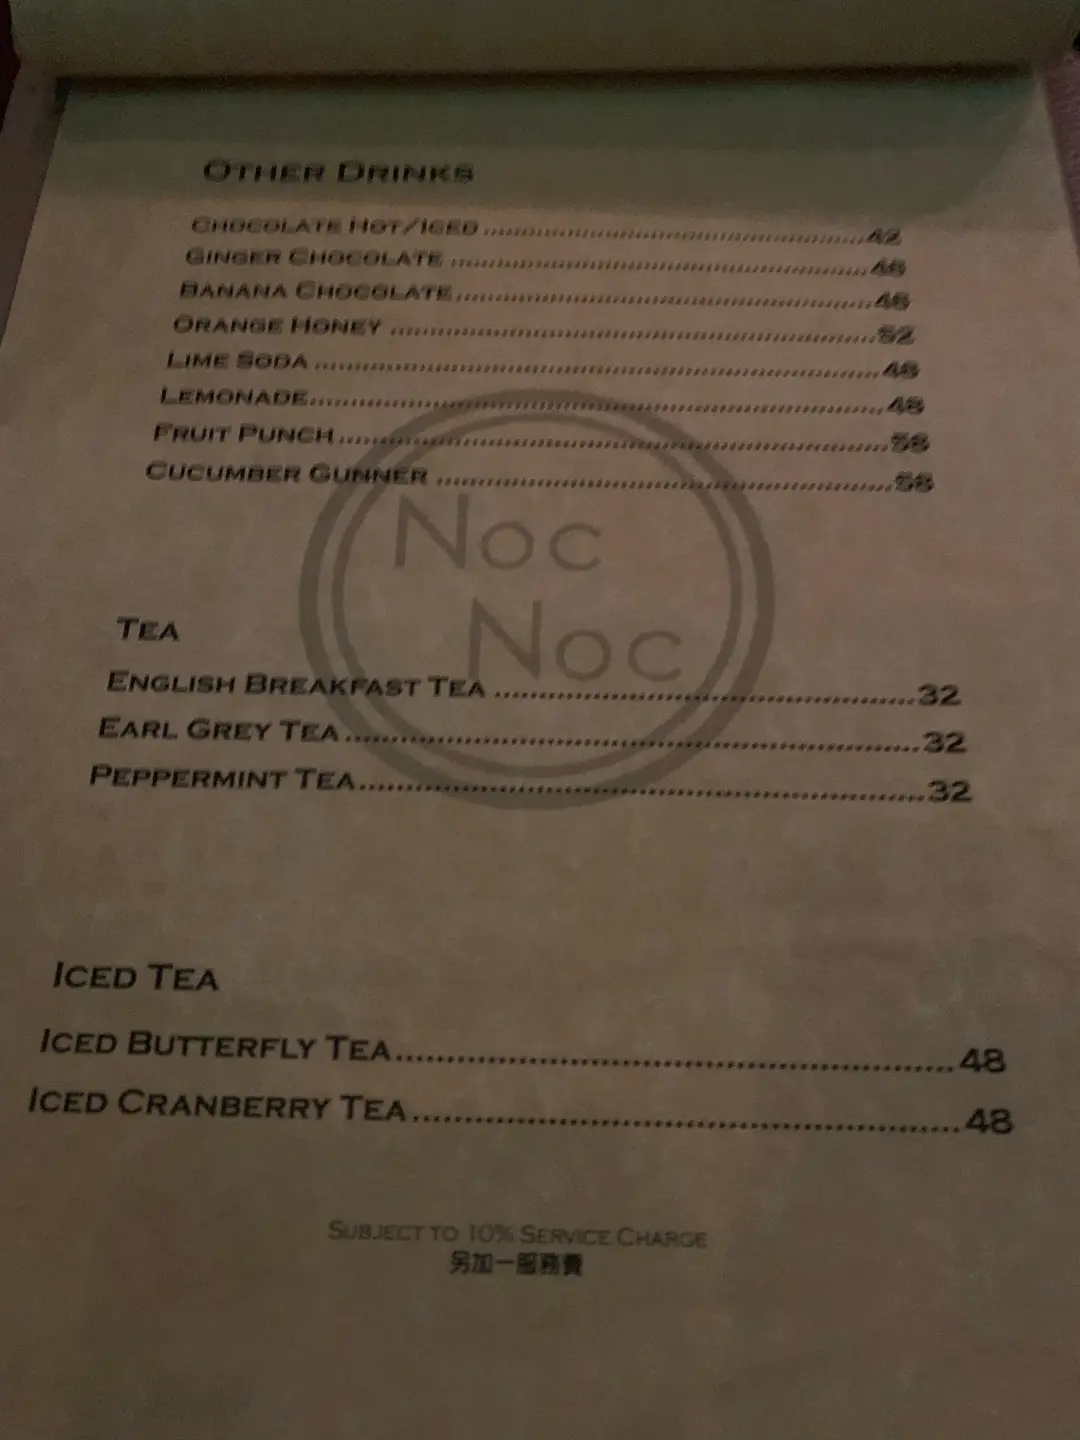 OTHER DRINKS
CHOCOLATE HOT/ICED ........................ 42
GINGER CHOCOLATE ........................ 48
BANANA CHOCOLATE ........................ 48
ORANGE HONEY ........................ 52
LIME SODA ........................ 48
LEMONADE ........................ 48
FRUIT PUNCH ........................ 58
CUCUMBER GUNNER ........................ 58
NOC
NOC
TEA
ENGLISH BREAKFAST TEA ........................ 32
EARL GREY TEA ........................ 32
PEPPERMINT TEA ........................ 32
ICED TEA
ICED BUTTERFLY TEA ........................ 48
ICED CRANBERRY TEA ........................ 48
SUBJECT TO 10% SERVICE CHARGE
另加一服務費